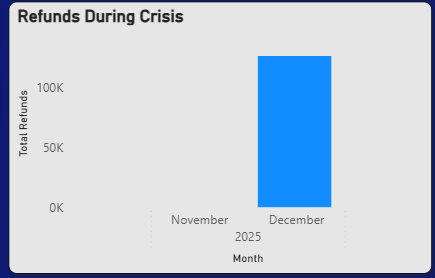 Refunds During Crisis
Total Refunds
100K
50K
0K
November December
2025
Month